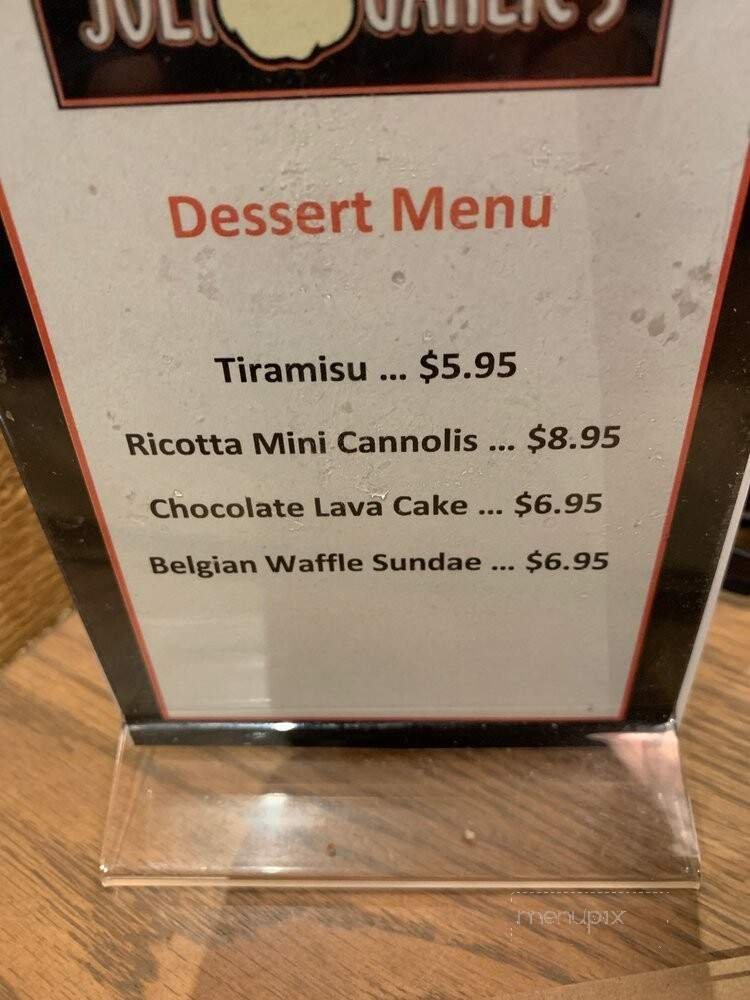 Dessert Menu
Tiramisu ... $5.95
Ricotta Mini Cannolis ... $8.95
Chocolate Lava Cake ... $6.95
Belgian Waffle Sundae ... $6.95
menupix